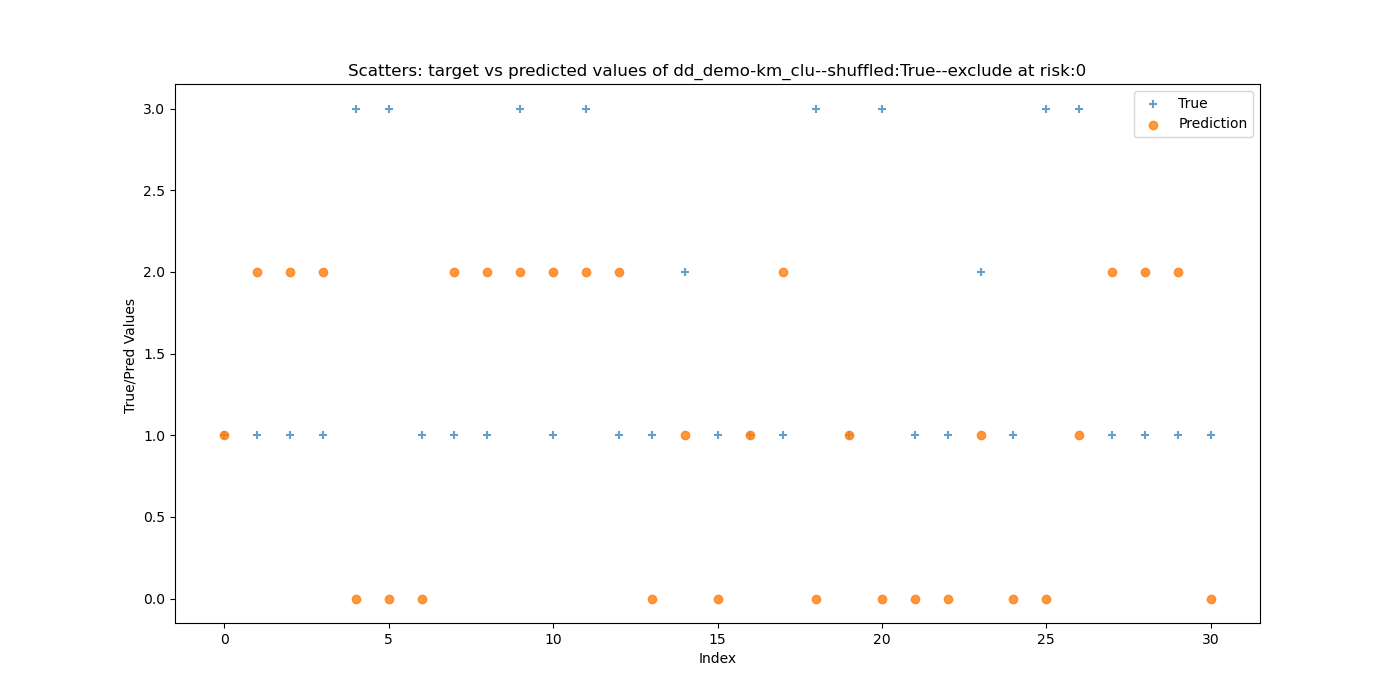 Scatters: target vs predicted values of dd_demo-km_clu--shuffled:True--exclude at risk:0
True
Prediction
3.0
2.5
2.0
1.5
1.0
0.5
0.0
True/Pred Values
0 5 10 15 20 25 30
Index